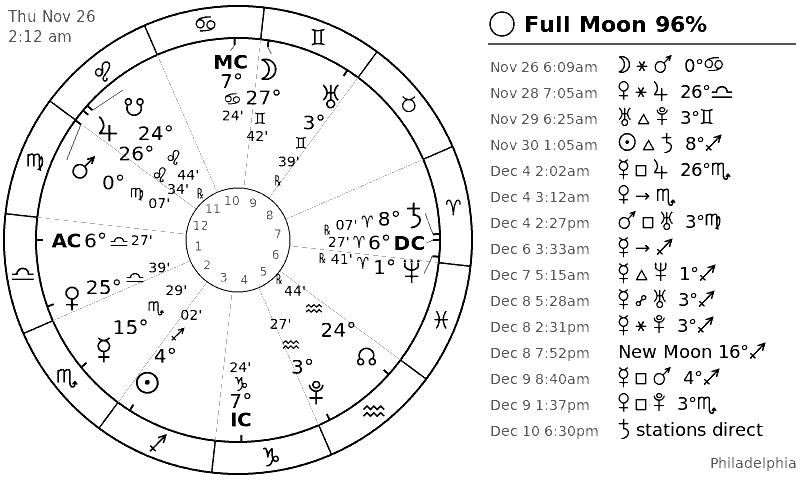 Thu Nov 26
2:12 am
MC
7°
♋
24'
☽
27°
♊
42'
♅
3°
♊
39'
℞
☋
24°
♌
44'
℞
♃
26°
♌
34'
♂
0°
♍
07'
AC 6° ♎ 27'
♀ 25° ♎ 39'
☿ 15° ♏ 29'
☉ 4° ♐ 02'
24'
♑
7°
IC
27'
♒
3°
♇
℞ 44'
♒
24°
☊
℞ 07' ♈ 8° ♄
27' ♈ 6° DC
℞ 41' ♈ 1° ♆
1
2
3
4
5
6
7
8
9
10
11
12
♋
♊
♉
♈
♓
♒
♑
♐
♏
♎
♍
♌
Full Moon 96%
Nov 26 6:09am ☽ ⚹ ♂ 0°♋
Nov 28 7:05am ♀ ⚹ ♃ 26°♎
Nov 29 6:25am ♅ △ ♇ 3°♊
Nov 30 1:05am ☉ △ ♄ 8°♐
Dec 4 2:02am ☿ □ ♃ 26°♏
Dec 4 3:12am ♀ → ♏
Dec 4 2:27pm ♂ □ ♅ 3°♍
Dec 6 3:33am ☿ → ♐
Dec 7 5:15am ☿ △ ♆ 1°♐
Dec 8 5:28am ☿ ☍ ♅ 3°♐
Dec 8 2:31pm ☿ ⚹ ♇ 3°♐
Dec 8 7:52pm New Moon 16°♐
Dec 9 8:40am ☿ □ ♂ 4°♐
Dec 9 1:37pm ♀ □ ♇ 3°♏
Dec 10 6:30pm ♄ stations direct
Philadelphia